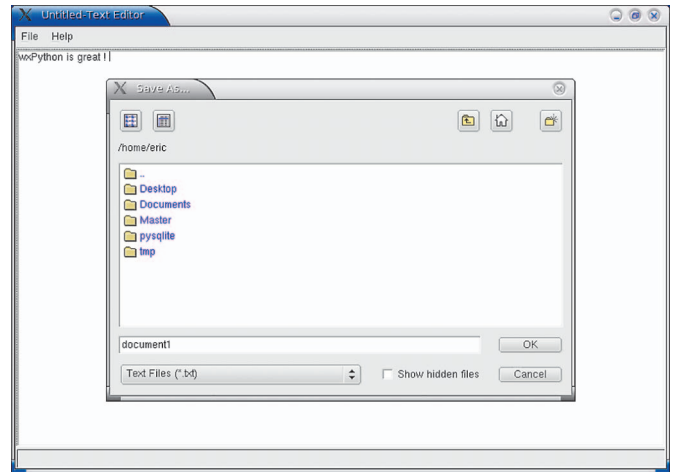 Untitled-Text Editor
File Help
wxPython is great !
Save As...
/home/eric
..
Desktop
Documents
Master
pysqlite
tmp
document1
OK
Text Files (*.txt)
Show hidden files
Cancel